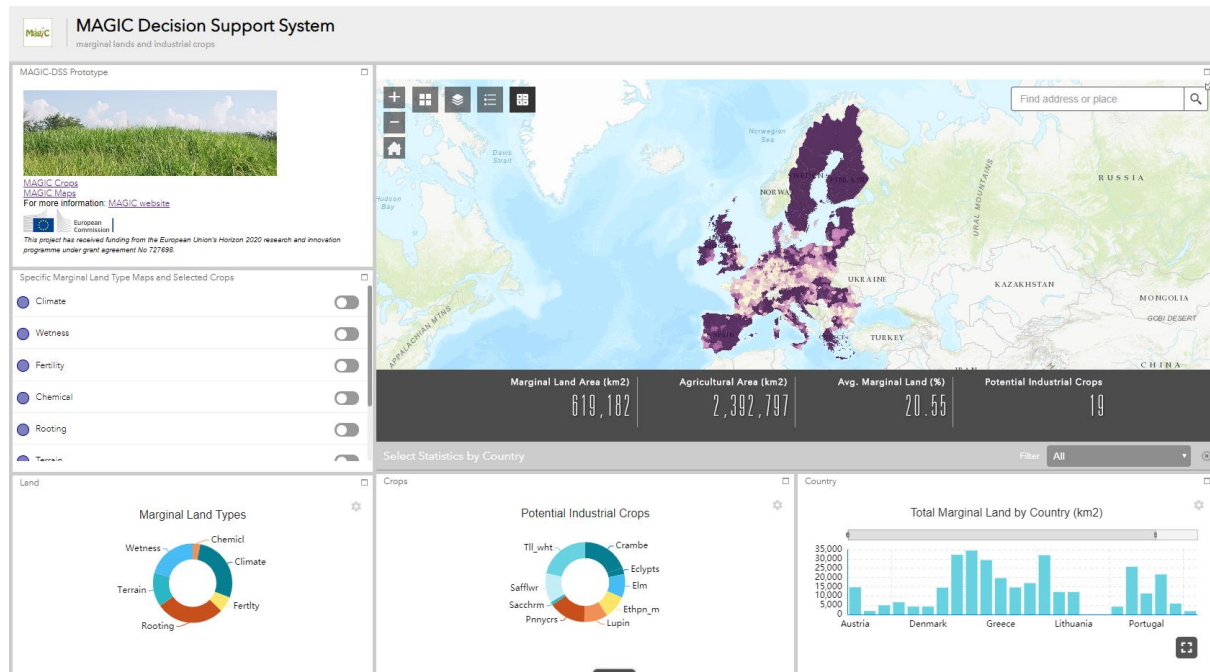 MAGIC Decision Support System
marginal lands and industrial crops
MAGIC-DSS Prototype
MAGIC Crops
MAGIC Maps
For more information: MAGIC website
European
Commission
This project has received funding from the European Union's Horizon 2020 research and innovation
programme under grant agreement No 727698.
Find address or place
Davis
Strait
Norwegian
Sea
Hudson
Bay
NORWAY
URAL MOUNTAINS
RUSSIA
UKRAINE
KAZAKHSTAN
MONGOLIA
GOBI DESERT
APPALACHIAN MTNS
TURKEY
CHINA
Specific Marginal Land Type Maps and Selected Crops
Climate
Wetness
Fertility
Chemical
Rooting
Terrain
Marginal Land Area (km2) Agricultural Area (km2) Avg. Marginal Land (%) Potential Industrial Crops
619,182 2,392,797 20.55 19
Select Statistics by Country Filter All
Land
Marginal Land Types
Chemicl
Wetness
Climate
Terrain
Fertlty
Rooting
Crops
Potential Industrial Crops
Tll_wht
Crambe
Eclypts
Safflwr
Elm
Sacchrm
Ethpn_m
Pnnycrs
Lupin
Country
Total Marginal Land by Country (km2)
35,000
30,000
25,000
20,000
15,000
10,000
5,000
0
Austria Denmark Greece Lithuania Portugal